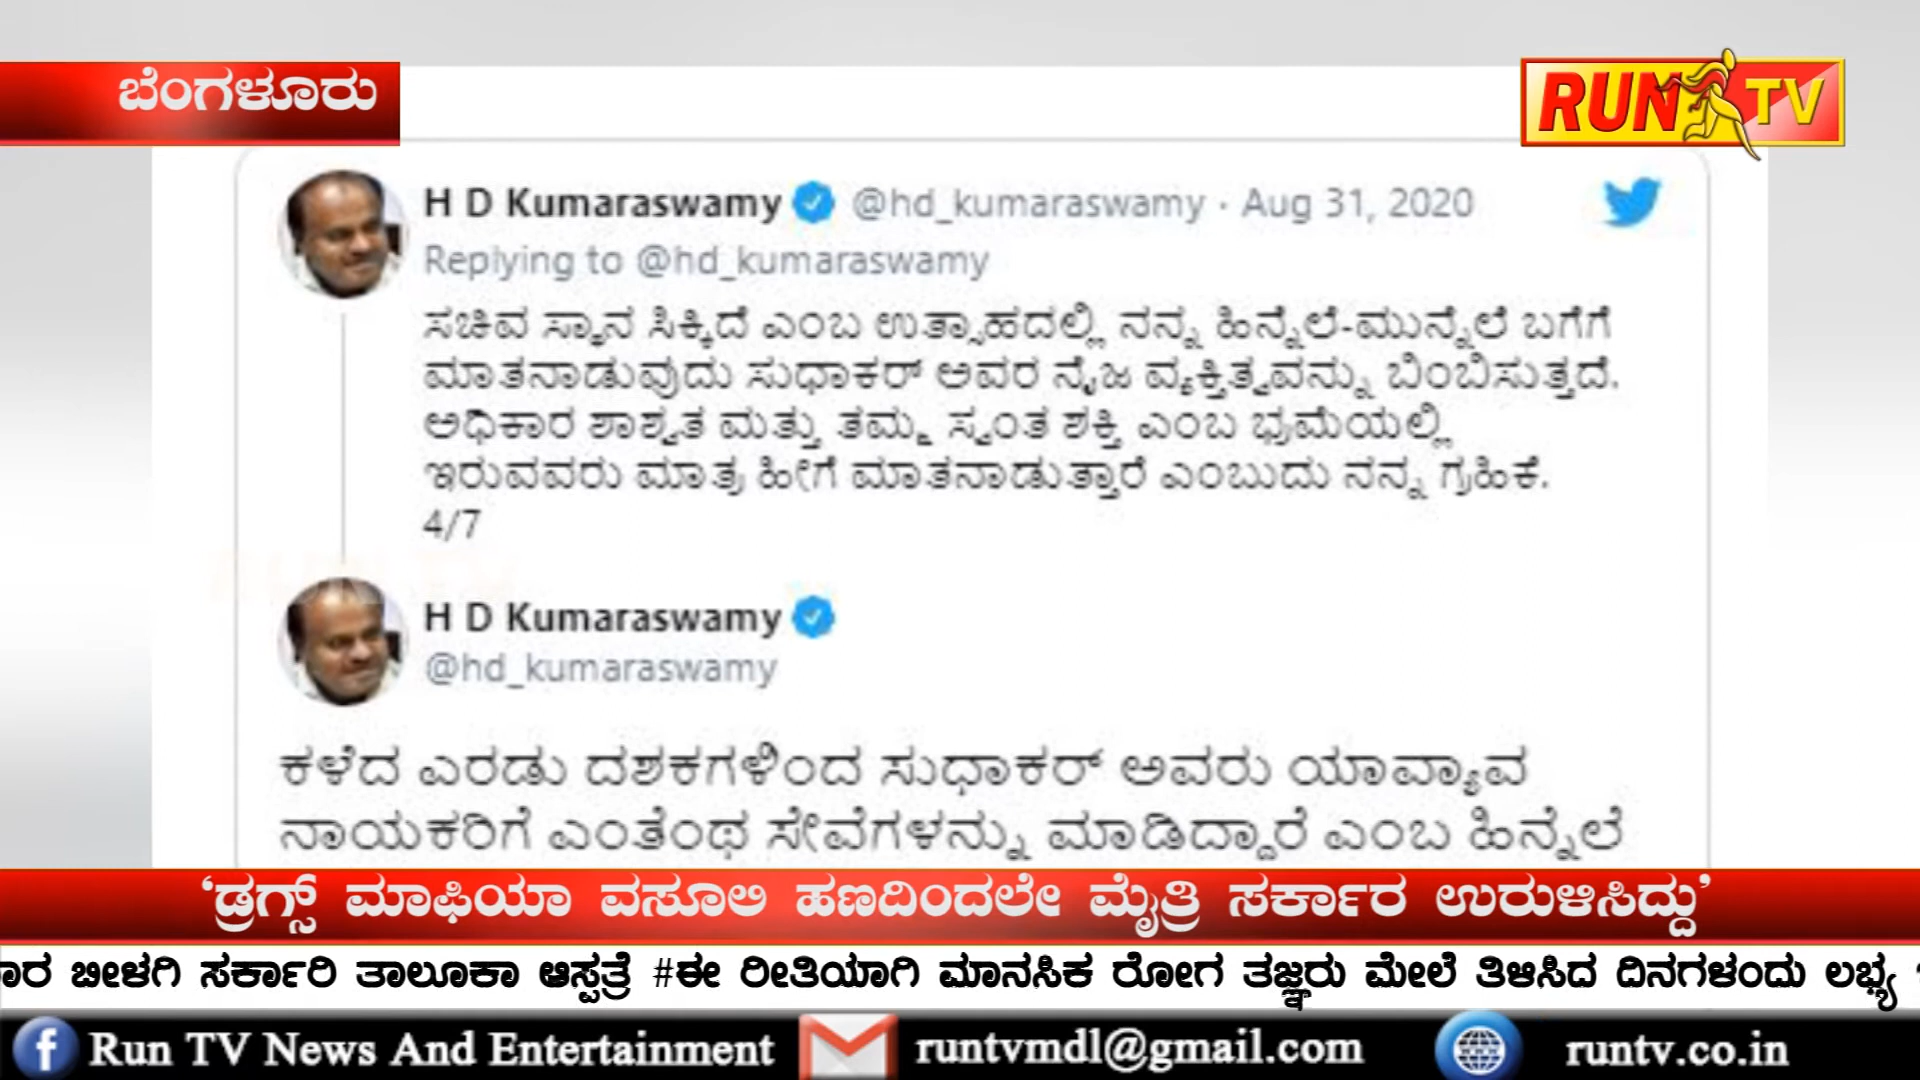 ಬೆಂಗಳೂರು
RUN TV
H D Kumaraswamy @hd_kumaraswamy · Aug 31, 2020
Replying to @hd_kumaraswamy
ಸಚಿವ ಸ್ಥಾನ ಸಿಕ್ಕಿದೆ ಎಂಬ ಉತ್ಸಾಹದಲ್ಲಿ ನನ್ನ ಹಿನ್ನೆಲೆ-ಮುನ್ನೆಲೆ ಬಗೆಗೆ
ಮಾತನಾಡುವುದು ಸುಧಾಕರ್ ಅವರ ನೈಜ ವ್ಯಕ್ತಿತ್ವವನ್ನು ಬಿಂಬಿಸುತ್ತದೆ.
ಅಧಿಕಾರ ಶಾಶ್ವತ ಮತ್ತು ತಮ್ಮ ಸ್ವಂತ ಶಕ್ತಿ ಎಂಬ ಭ್ರಮೆಯಲ್ಲಿ
ಇರುವವರು ಮಾತ್ರ ಹೀಗೆ ಮಾತನಾಡುತ್ತಾರೆ ಎಂಬುದು ನನ್ನ ಗ್ರಹಿಕೆ.
4/7
H D Kumaraswamy
@hd_kumaraswamy
ಕಳೆದ ಎರಡು ದಶಕಗಳಿಂದ ಸುಧಾಕರ್ ಅವರು ಯಾವ್ಯಾವ
ನಾಯಕರಿಗೆ ಎಂತೆಂಥ ಸೇವೆಗಳನ್ನು ಮಾಡಿದ್ದಾರೆ ಎಂಬ ಹಿನ್ನೆಲೆ
‘ಡ್ರಗ್ಸ್ ಮಾಫಿಯಾ ವಸೂಲಿ ಹಣದಿಂದಲೇ ಮೈತ್ರಿ ಸರ್ಕಾರ ಉರುಳಿಸಿದ್ದು’
ಬೀಳಗಿ ಸರ್ಕಾರಿ ತಾಲೂಕಾ ಆಸ್ಪತ್ರೆ #ಈ ರೀತಿಯಾಗಿ ಮಾನಸಿಕ ರೋಗ ತಜ್ಞರು ಮೇಲೆ ತಿಳಿಸಿದ ದಿನಗಳಂದು ಲಭ್ಯ
Run TV News And Entertainment runtvmdl@gmail.com runtv.co.in